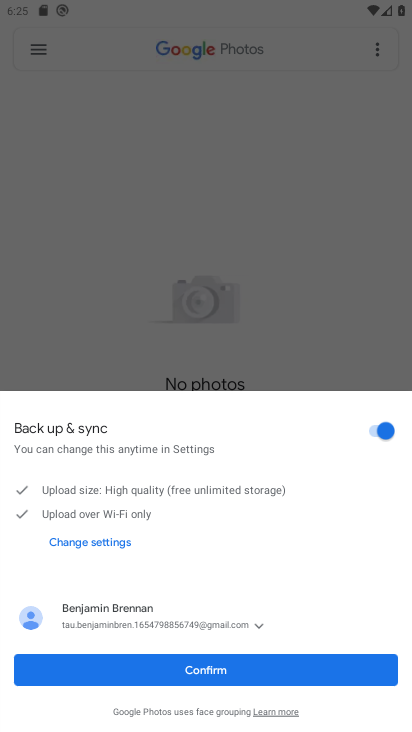 6:25
Google Photos
No photos
Back up & sync
You can change this anytime in Settings
Upload size: High quality (free unlimited storage)
Upload over Wi-Fi only
Change settings
Benjamin Brennan
tau.benjaminbren.1654798856749@gmail.com
Confirm
Google Photos uses face grouping Learn more